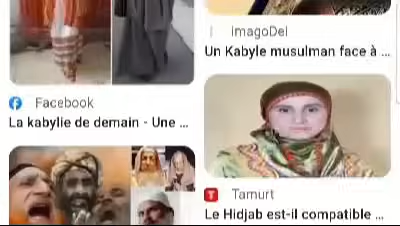 Facebook
La kabylie de demain - Une ...
ImagoDei
Un Kabyle musulman face à ...
T Tamurt
Le Hidjab est-il compatible ...